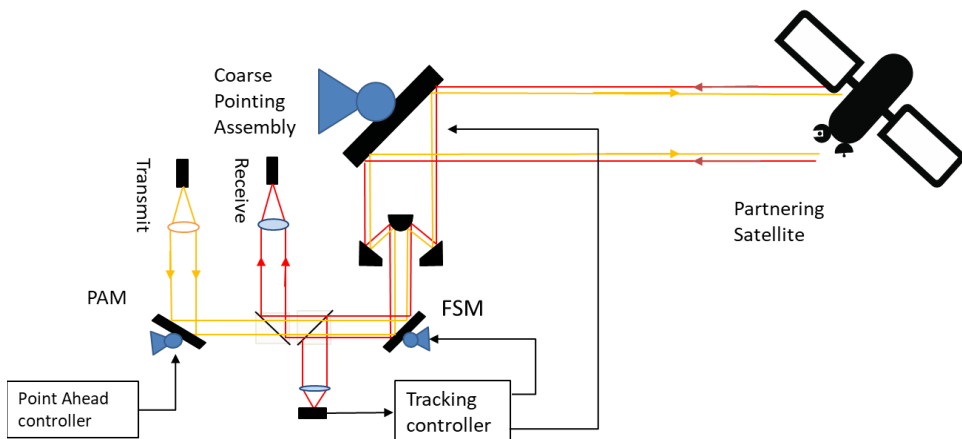 Coarse
Pointing
Assembly
Transmit
Receive
Partnering
Satellite
PAM
FSM
Point Ahead
controller
Tracking
controller